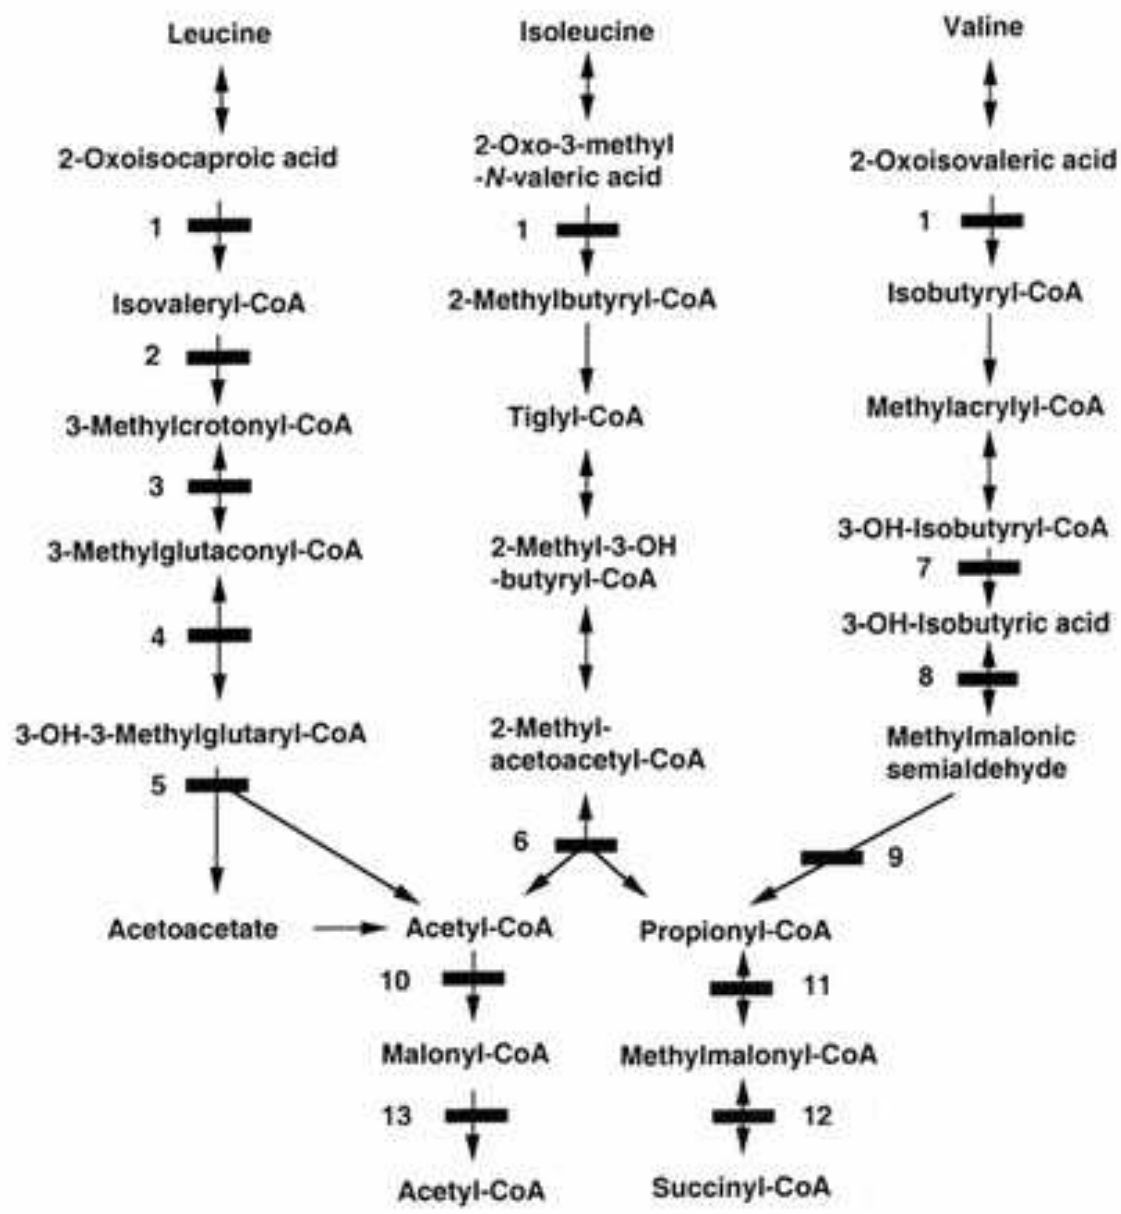 Leucine
Isoleucine
Valine
2-Oxoisocaproic acid
2-Oxo-3-methyl
-N-valeric acid
2-Oxoisovaleric acid
1
1
1
Isovaleryl-CoA
2-Methylbutyryl-CoA
Isobutyryl-CoA
2
3-Methylcrotonyl-CoA
Tiglyl-CoA
Methylacrylyl-CoA
3
3-Methylglutaconyl-CoA
2-Methyl-3-OH
-butyryl-CoA
3-OH-Isobutyryl-CoA
7
4
3-OH-Isobutyric acid
8
3-OH-3-Methylglutaryl-CoA
2-Methyl-
acetoacetyl-CoA
Methylmalonic
semialdehyde
5
6
9
Acetoacetate
Acetyl-CoA
Propionyl-CoA
10
11
Malonyl-CoA
Methylmalonyl-CoA
13
12
Acetyl-CoA
Succinyl-CoA